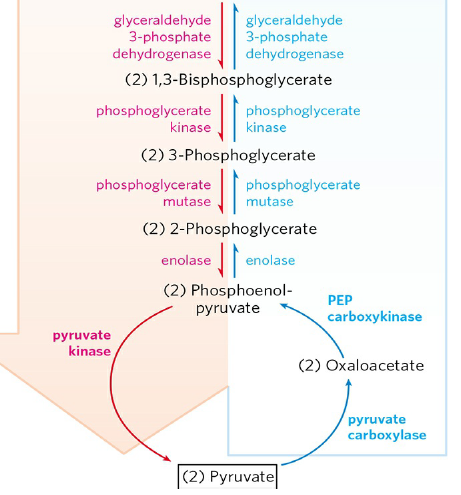 glyceraldehyde
3-phosphate
dehydrogenase
glyceraldehyde
3-phosphate
dehydrogenase
(2) 1,3-Bisphosphoglycerate
phosphoglycerate
kinase
phosphoglycerate
kinase
(2) 3-Phosphoglycerate
phosphoglycerate
mutase
phosphoglycerate
mutase
(2) 2-Phosphoglycerate
enolase
enolase
(2) Phosphoenol-
pyruvate
PEP
carboxykinase
pyruvate
kinase
(2) Oxaloacetate
pyruvate
carboxylase
(2) Pyruvate